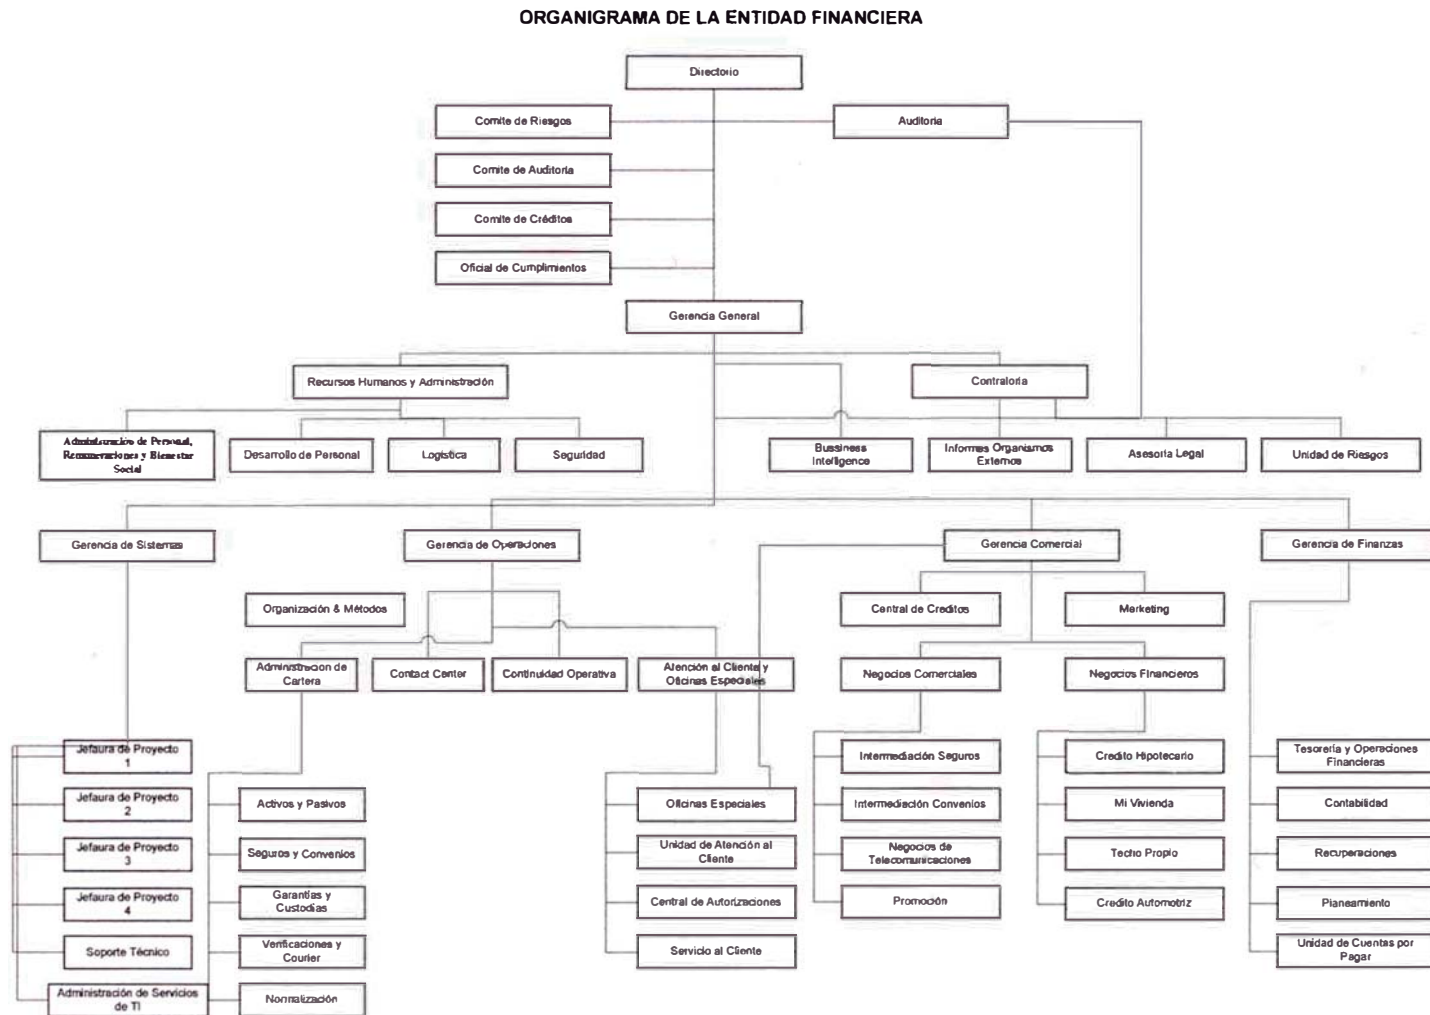 ORGANIGRAMA DE LA ENTIDAD FINANCIERA
Directorio
Comite de Riesgos
Auditoria
Comite de Auditoría
Comite de Créditos
Oficial de Cumplimientos
Gerencia General
Recursos Humanos y Administración
Contraloría
Administración de Personal,
Remuneraciones y Bienestar
Social
Desarrollo de Personal
Logística
Seguridad
Bussiness
Intelligence
Informes Organismos
Externos
Asesoría Legal
Unidad de Riesgos
Gerencia de Sistemas
Gerencia de Operaciones
Gerencia Comercial
Gerencia de Finanzas
Organización & Métodos
Central de Creditos
Marketing
Administracion de
Cartera
Contact Center
Continuidad Operativa
Atención al Cliente y
Oficinas Especiales
Negocios Comerciales
Negocios Financieros
Jefaura de Proyecto
1
Jefaura de Proyecto
2
Jefaura de Proyecto
3
Jefaura de Proyecto
4
Soporte Técnico
Administración de Servicios
de TI
Activos y Pasivos
Seguros y Convenios
Garantías y
Custodias
Verificaciones y
Courier
Normalización
Oficinas Especiales
Unidad de Atención al
Cliente
Central de Autorizaciones
Servicio al Cliente
Intermediación Seguros
Intermediación Convenios
Negocios de
Telecomunicaciones
Promoción
Credito Hipotecario
Mi Vivienda
Techo Propio
Credito Automotriz
Tesorería y Operaciones
Financieras
Contabilidad
Recuperaciones
Planeamiento
Unidad de Cuentas por
Pagar